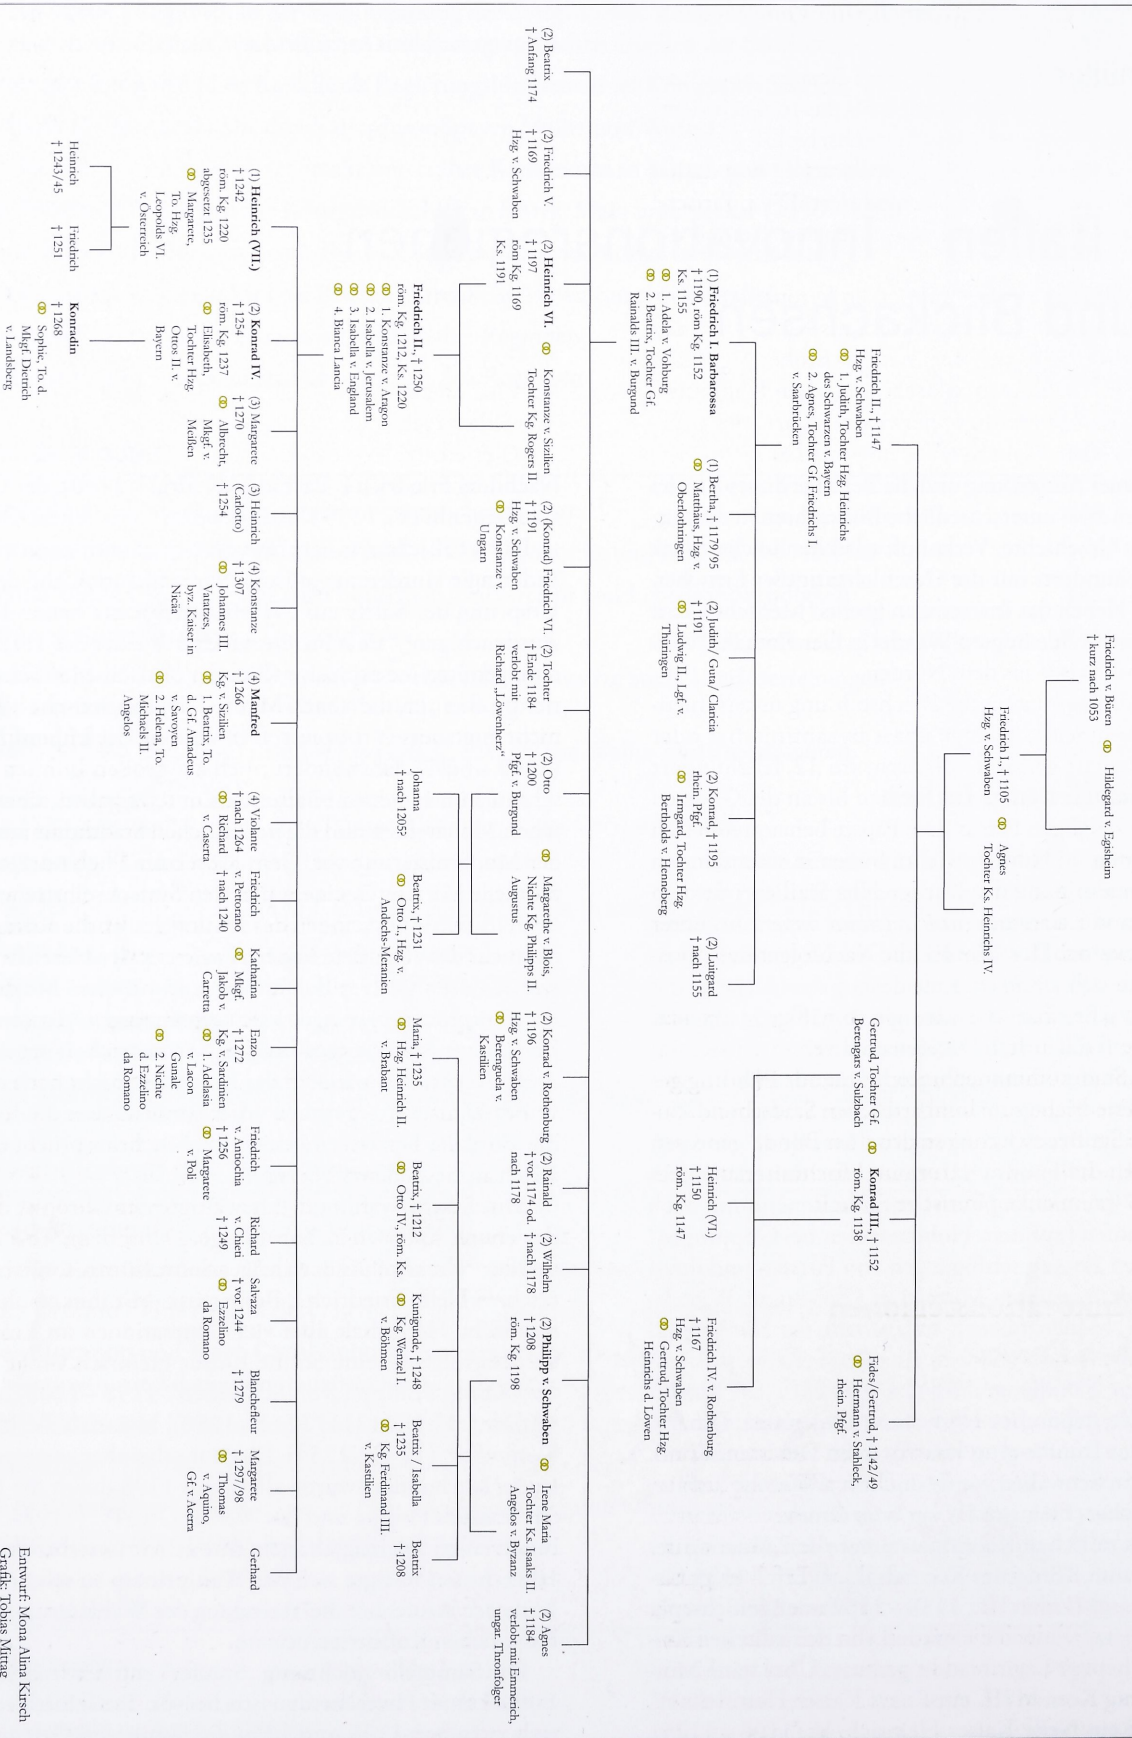 Friedrich v. Büren ⚭ Hildegard v. Egisheim
† kurz nach 1053
Friedrich I., † 1105 ⚭ Agnes
Hzg. v. Schwaben Tochter Ks. Heinrichs IV.
Friedrich II., † 1147
Hzg. v. Schwaben
⚭ 1. Judith, Tochter Hzg. Heinrichs
des Schwarzen v. Bayern
⚭ 2. Agnes, Tochter Gf. Friedrichs I.
v. Saarbrücken
Gertrud, Tochter Gf. ⚭ Konrad III., † 1152
Berengars v. Sulzbach röm. Kg. 1138
Fides/Gertrud, † 1142/49
⚭ Hermann v. Stahleck,
rhein. Pfgf.
(1) Friedrich I. Barbarossa
† 1190, röm Kg. 1152
Ks. 1155
⚭ 1. Adela v. Vohburg
⚭ 2. Beatrix, Tochter Gf.
Rainalds III. v. Burgund
(1) Bertha, † 1179/95
⚭ Matthäus, Hzg. v.
Oberlothringen
(2) Judith/ Guta/ Claricia
† 1191
⚭ Ludwig II., Lgf. v.
Thüringen
(2) Konrad, † 1195
rhein. Pfgf.
⚭ Irmgard, Tochter Hzg.
Bertholds v. Henneberg
(2) Luitgard
† nach 1155
Heinrich (VI.)
† 1150
röm. Kg. 1147
Friedrich IV. v. Rothenburg
† 1167
Hzg. v. Schwaben
⚭ Gertrud, Tochter Hzg.
Heinrichs d. Löwen
(2) Beatrix
† Anfang 1174
(2) Friedrich V.
† 1169
Hzg. v. Schwaben
(2) Heinrich VI. ⚭ Konstanze v. Sizilien
† 1197 Tochter Kg. Rogers II.
röm Kg. 1169
Ks. 1191
(2) (Konrad) Friedrich VI.
† 1191
Hzg. v. Schwaben
⚭ Konstanze v.
Ungarn
(2) Tochter
† Ende 1184
verlobt mit
Richard „Löwenherz“
(2) Otto ⚭ Margarethe v. Blois,
† 1200 Nichte Kg. Philipps II.
Pfgf. v. Burgund Augustus
(2) Konrad v. Rothenburg
† 1196
Hzg. v. Schwaben
⚭ Berenguela v.
Kastilien
(2) Rainald
† vor 1174 od.
nach 1178
(2) Wilhelm
† nach 1178
(2) Philipp v. Schwaben ⚭ Irene Maria
† 1208 Tochter Ks. Isaaks II.
röm. Kg. 1198 Angelos v. Byzanz
(2) Agnes
† 1184
verlobt mit Emmerich,
ungar. Thronfolger
Friedrich II., † 1250
röm. Kg. 1212, Ks. 1220
⚭ 1. Konstanze v. Aragon
⚭ 2. Isabella v. Jerusalem
⚭ 3. Isabella v. England
⚭ 4. Bianca Lancia
Johanna
† nach 1205?
Beatrix, † 1231
⚭ Otto I., Hzg. v.
Andechs-Meranien
Maria, † 1235
⚭ Hzg. Heinrich II.
v. Brabant
Beatrix, † 1212
⚭ Otto IV., röm. Ks.
Kunigunde, † 1248
⚭ Kg. Wenzel I.
v. Böhmen
Beatrix / Isabella
† 1235
⚭ Kg. Ferdinand III.
v. Kastilien
Beatrix
† 1208
(1) Heinrich (VII.)
† 1242
röm. Kg. 1220
abgesetzt 1235
⚭ Margarete,
To. Hzg.
Leopolds VI.
v. Österreich
(2) Konrad IV.
† 1254
röm. Kg. 1237
⚭ Elisabeth,
Tochter Hzg.
Ottos II. v.
Bayern
(3) Margarete
† 1270
⚭ Albrecht,
Mkgf. v.
Meißen
(3) Heinrich
(Carlotto)
† 1254
(4) Konstanze
† 1307
⚭ Johannes III.
Vatatzes,
byz. Kaiser in
Nicäa
(4) Manfred
† 1266
Kg. v. Sizilien
⚭ 1. Beatrix, To.
d. Gf. Amadeus
v. Savoyen
⚭ 2. Helena, To.
Michaels II.
Angelos
(4) Violante
† nach 1264
⚭ Richard
v. Caserta
Friedrich
v. Pettorano
† nach 1240
Katharina
⚭ Mkgf.
Jakob v.
Carretta
Enzo
† 1272
Kg. v. Sardinien
⚭ 1. Adelasia
v. Lacon
Gunale
⚭ 2. Nichte
d. Ezzelino
da Romano
Friedrich
v. Antiochia
† 1256
⚭ Margarete
v. Poli
Richard
v. Chieti
† 1249
Salvaza
† vor 1244
⚭ Ezzelino
da Romano
Blanchefleur
† 1279
Margarete
† 1297/98
⚭ Thomas
v. Aquino,
Gf. v. Acerra
Gerhard
Heinrich
† 1243/45
Friedrich
† 1251
Konradin
† 1268
⚭ Sophie, To. d.
Mkgf. Dietrich
v. Landsberg
Entwurf: Mona Alina Kirsch
Grafik: Tobias Mittag